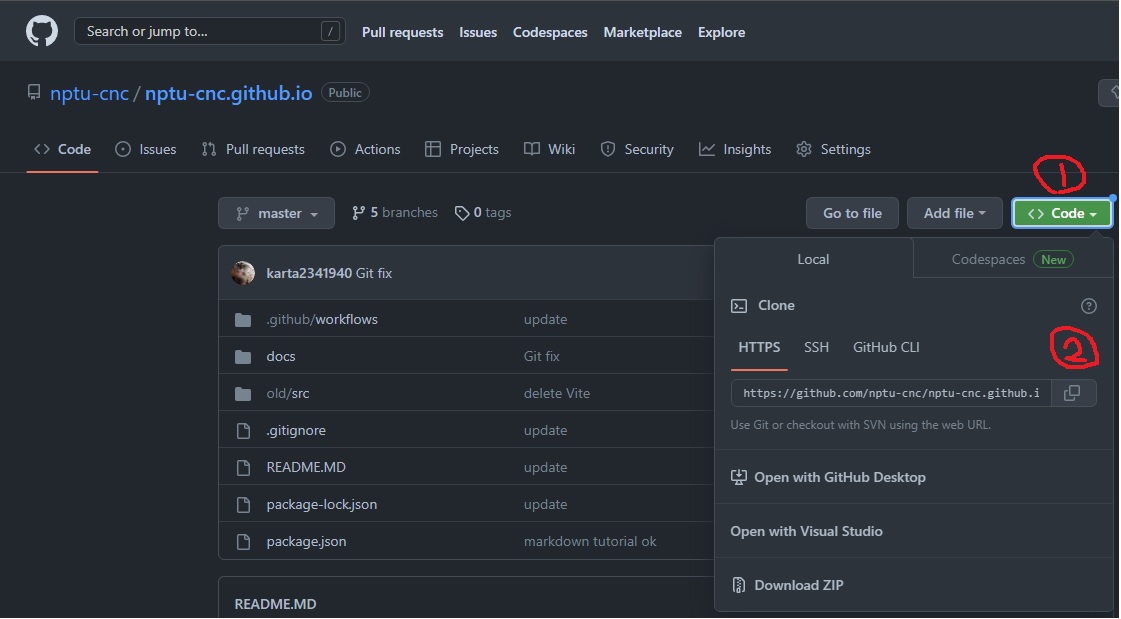 Search or jump to... / Pull requests Issues Codespaces Marketplace Explore
nptu-cnc / nptu-cnc.github.io Public
Code Issues Pull requests Actions Projects Wiki Security Insights Settings
1
master 5 branches 0 tags Go to file Add file Code
Local Codespaces New
karta2341940 Git fix
Clone
.github/workflows update
HTTPS SSH GitHub CLI
2
docs Git fix
old/src delete Vite
https://github.com/nptu-cnc/nptu-cnc.github.i
Use Git or checkout with SVN using the web URL.
.gitignore update
README.MD update
Open with GitHub Desktop
package-lock.json update
Open with Visual Studio
package.json markdown tutorial ok
Download ZIP
README.MD